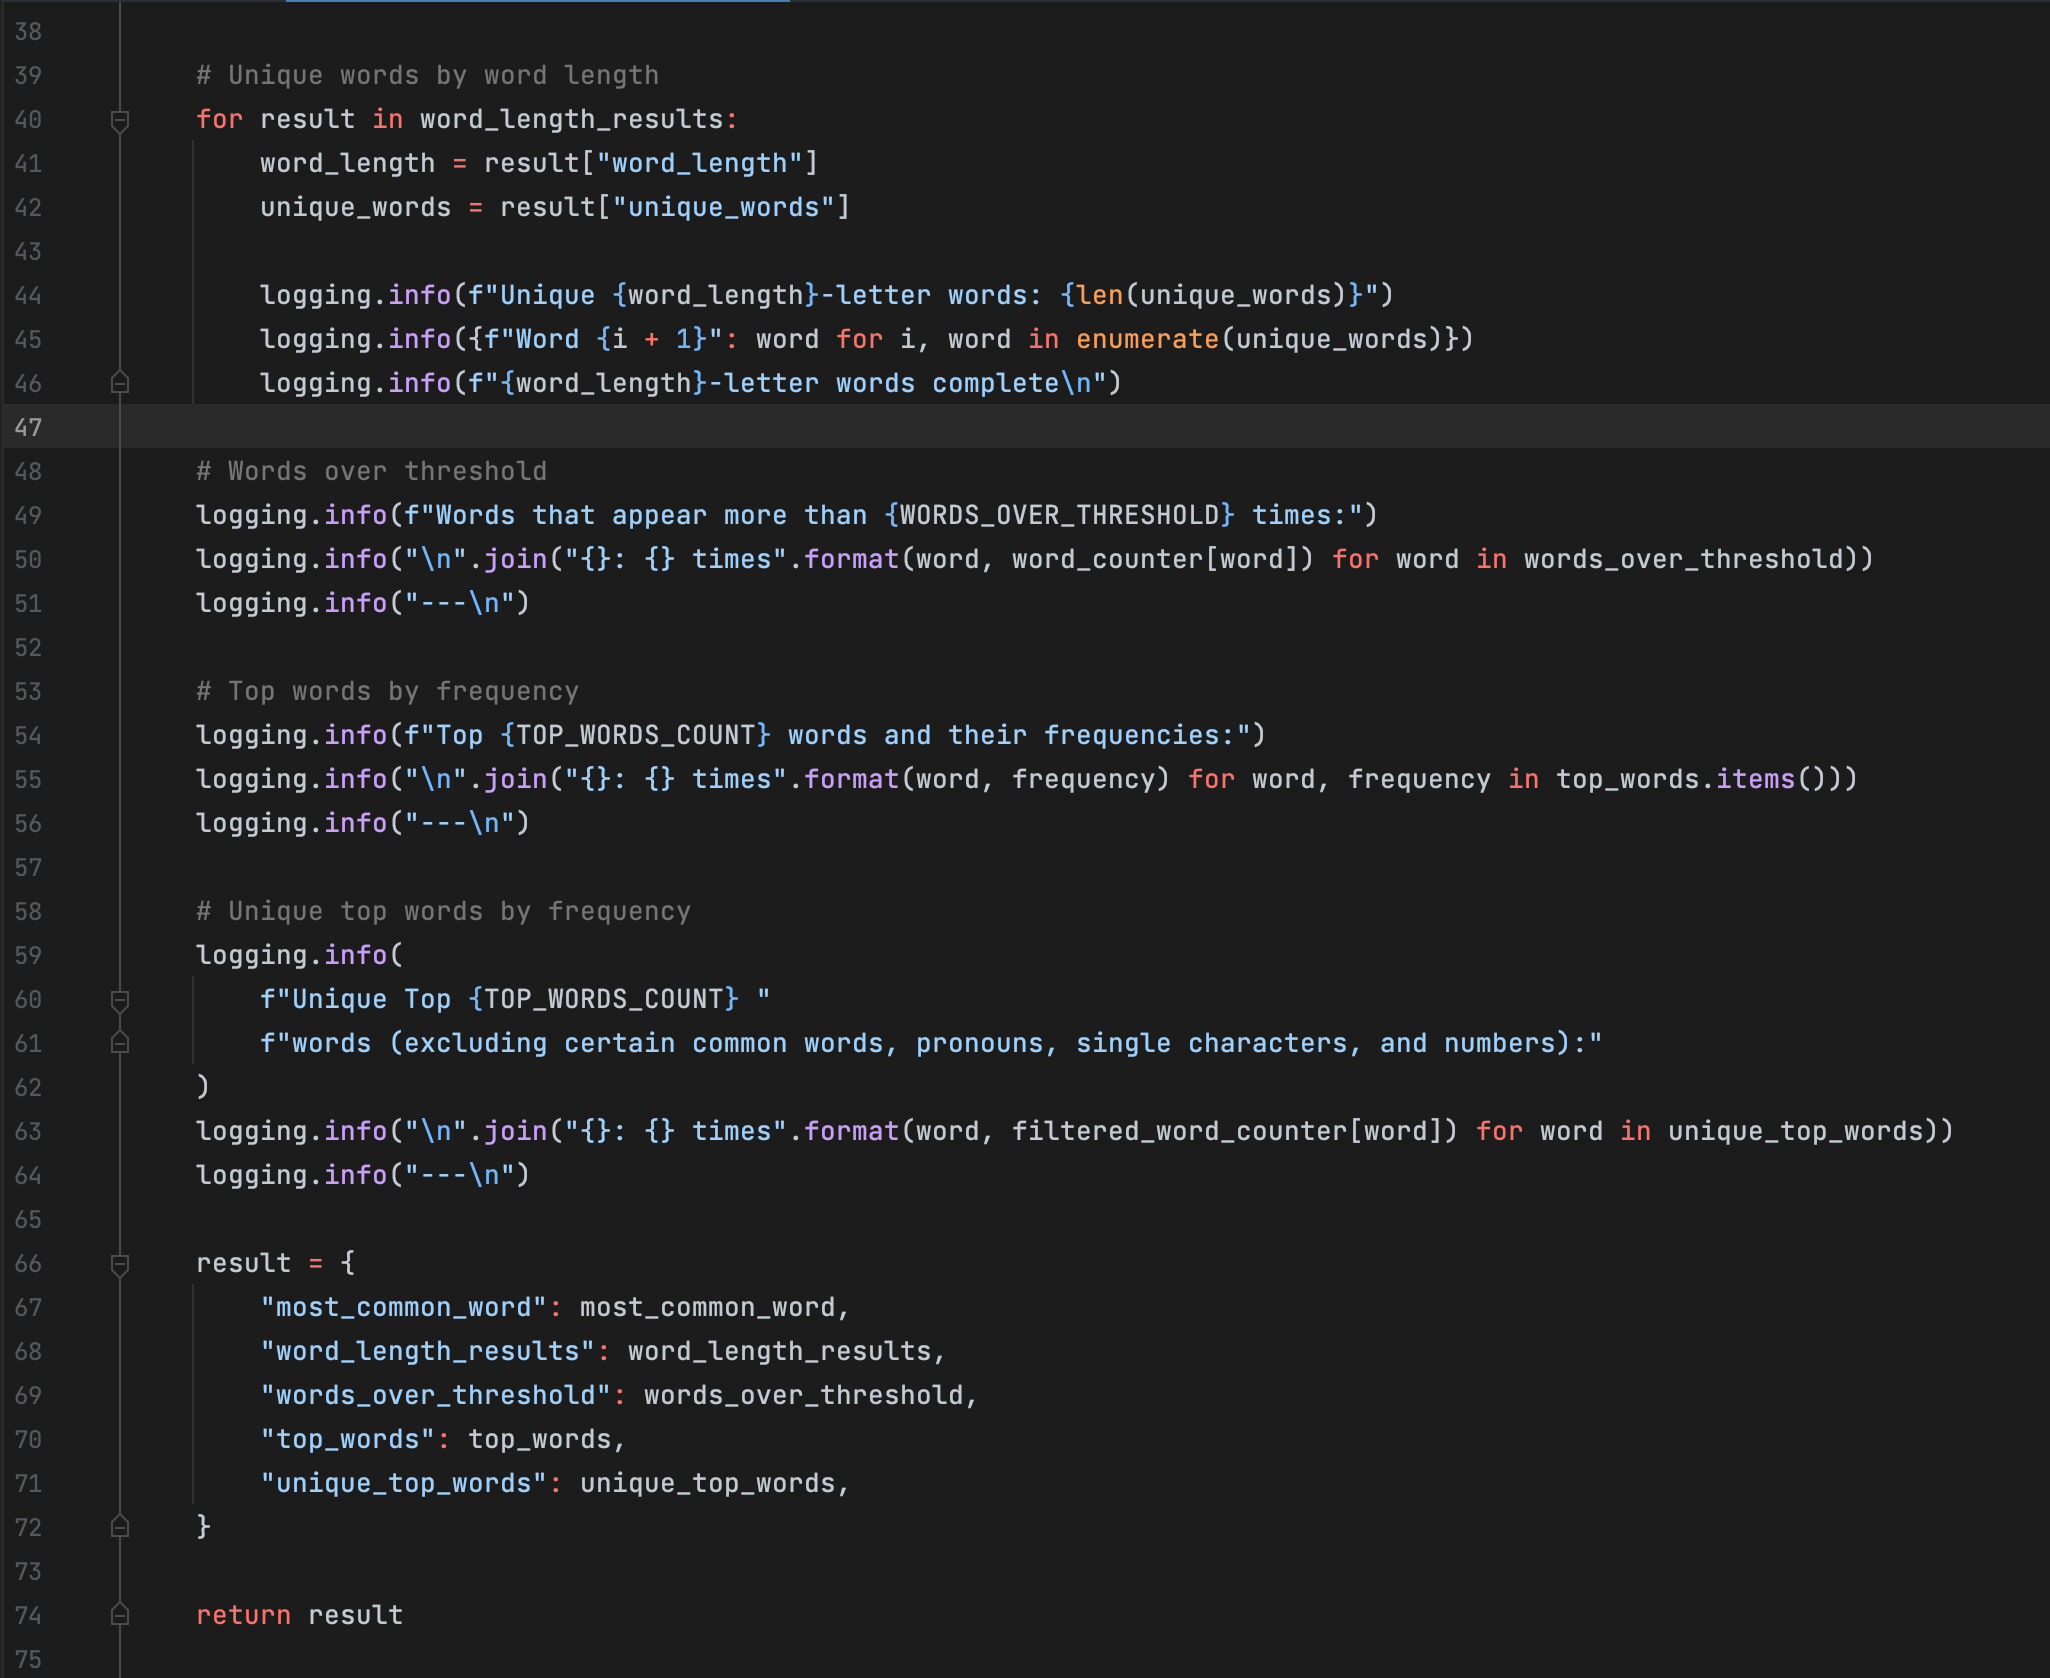 38
39 # Unique words by word length
40 for result in word_length_results:
41 word_length = result["word_length"]
42 unique_words = result["unique_words"]
43
44 logging.info(f"Unique {word_length}-letter words: {len(unique_words)}")
45 logging.info({f"Word {i + 1}": word for i, word in enumerate(unique_words)})
46 logging.info(f"{word_length}-letter words complete\n")
47
48 # Words over threshold
49 logging.info(f"Words that appear more than {WORDS_OVER_THRESHOLD} times:")
50 logging.info("\n".join("{}: {} times".format(word, word_counter[word]) for word in words_over_threshold))
51 logging.info("---\n")
52
53 # Top words by frequency
54 logging.info(f"Top {TOP_WORDS_COUNT} words and their frequencies:")
55 logging.info("\n".join("{}: {} times".format(word, frequency) for word, frequency in top_words.items()))
56 logging.info("---\n")
57
58 # Unique top words by frequency
59 logging.info(
60 f"Unique Top {TOP_WORDS_COUNT} "
61 f"words (excluding certain common words, pronouns, single characters, and numbers):"
62 )
63 logging.info("\n".join("{}: {} times".format(word, filtered_word_counter[word]) for word in unique_top_words))
64 logging.info("---\n")
65
66 result = {
67 "most_common_word": most_common_word,
68 "word_length_results": word_length_results,
69 "words_over_threshold": words_over_threshold,
70 "top_words": top_words,
71 "unique_top_words": unique_top_words,
72 }
73
74 return result
75